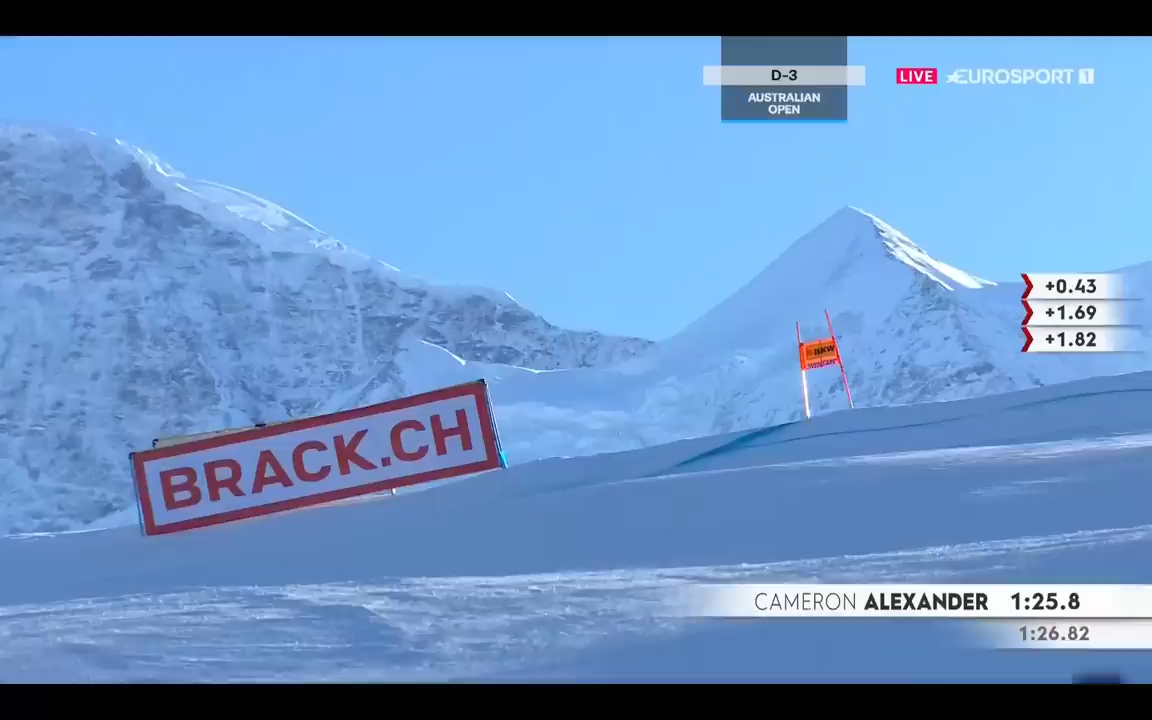 D-3
AUSTRALIAN
OPEN
LIVE EUROSPORT 1
+0.43
+1.69
+1.82
BKW
BRACK.CH
CAMERON ALEXANDER 1:25.8
1:26.82